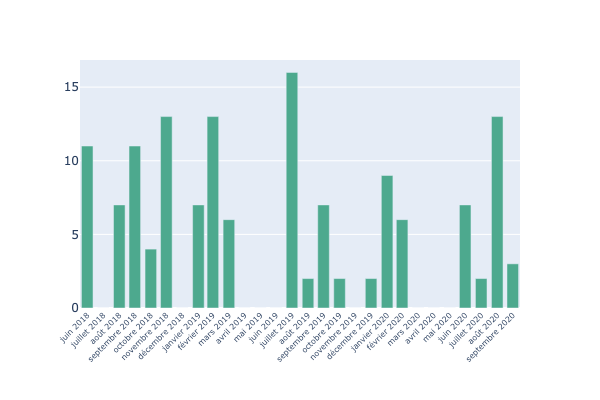 15
10
5
0
juin 2018
juillet 2018
août 2018
septembre 2018
octobre 2018
novembre 2018
décembre 2018
janvier 2019
février 2019
mars 2019
avril 2019
mai 2019
juin 2019
juillet 2019
août 2019
septembre 2019
octobre 2019
novembre 2019
décembre 2019
janvier 2020
février 2020
mars 2020
avril 2020
mai 2020
juin 2020
juillet 2020
août 2020
septembre 2020